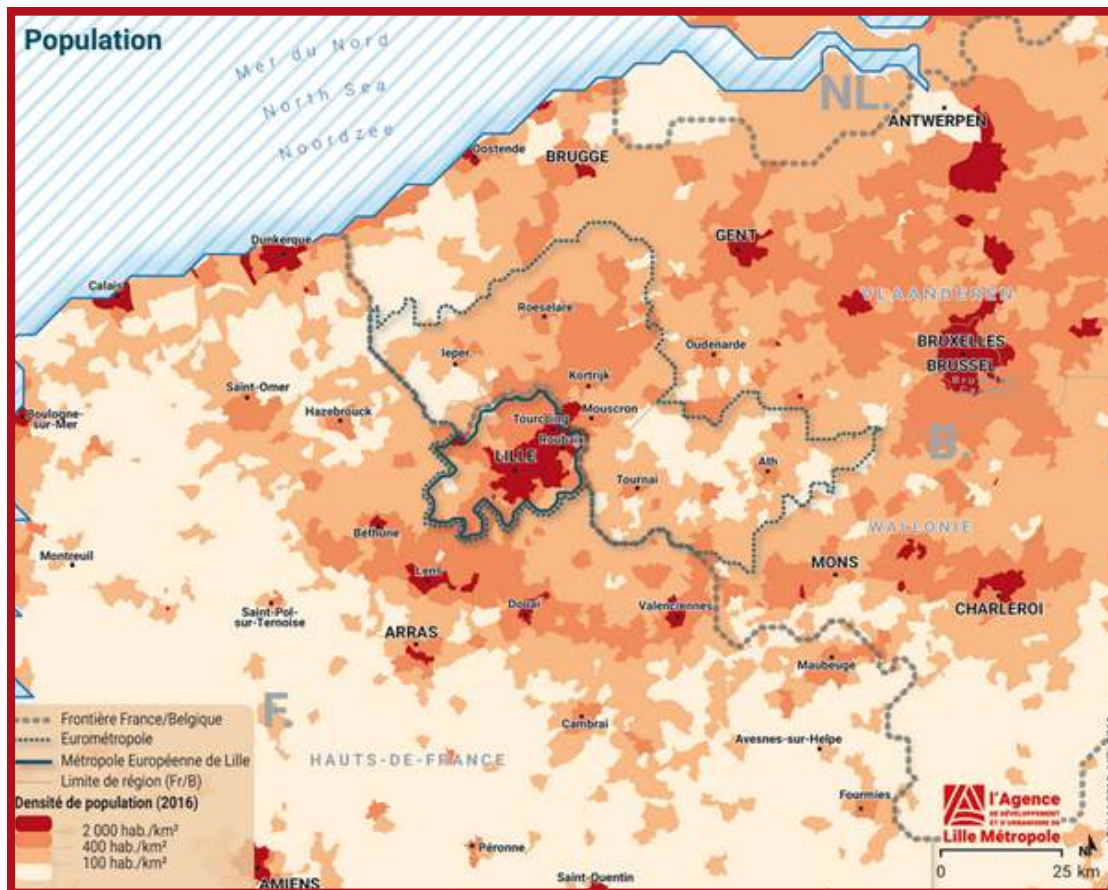 Population
Mer du Nord
North Sea
Noordzee
NL.
ANTWERPEN
Oostende
BRUGGE
GENT
Dunkerque
Calais
VLAANDEREN
Roeselare
BRUXELLES
BRUSSEL
Ieper
Oudenarde
Kortrijk
Saint-Omer
Hazebrouck
Boulogne-
sur-Mer
Tourcoing
Mouscron
Roubaix
LILLE
B.
Ath
Tournai
WALLONIE
Béthune
Montreuil
MONS
Lens
CHARLEROI
Saint-Pol-
sur-Ternoise
Douai
Valenciennes
ARRAS
Maubeuge
F.
Cambrai
Avesnes-sur-Helpe
HAUTS-DE-FRANCE
Fourmies
Péronne
AMIENS
Saint-Quentin
Frontière France/Belgique
Eurométropole
Métropole Européenne de Lille
Limite de région (Fr/B)
Densité de population (2016)
2 000 hab./km²
400 hab./km²
100 hab./km²
l'Agence
DE DÉVELOPPEMENT
ET D'URBANISME DE
Lille Métropole
N
0 25 km